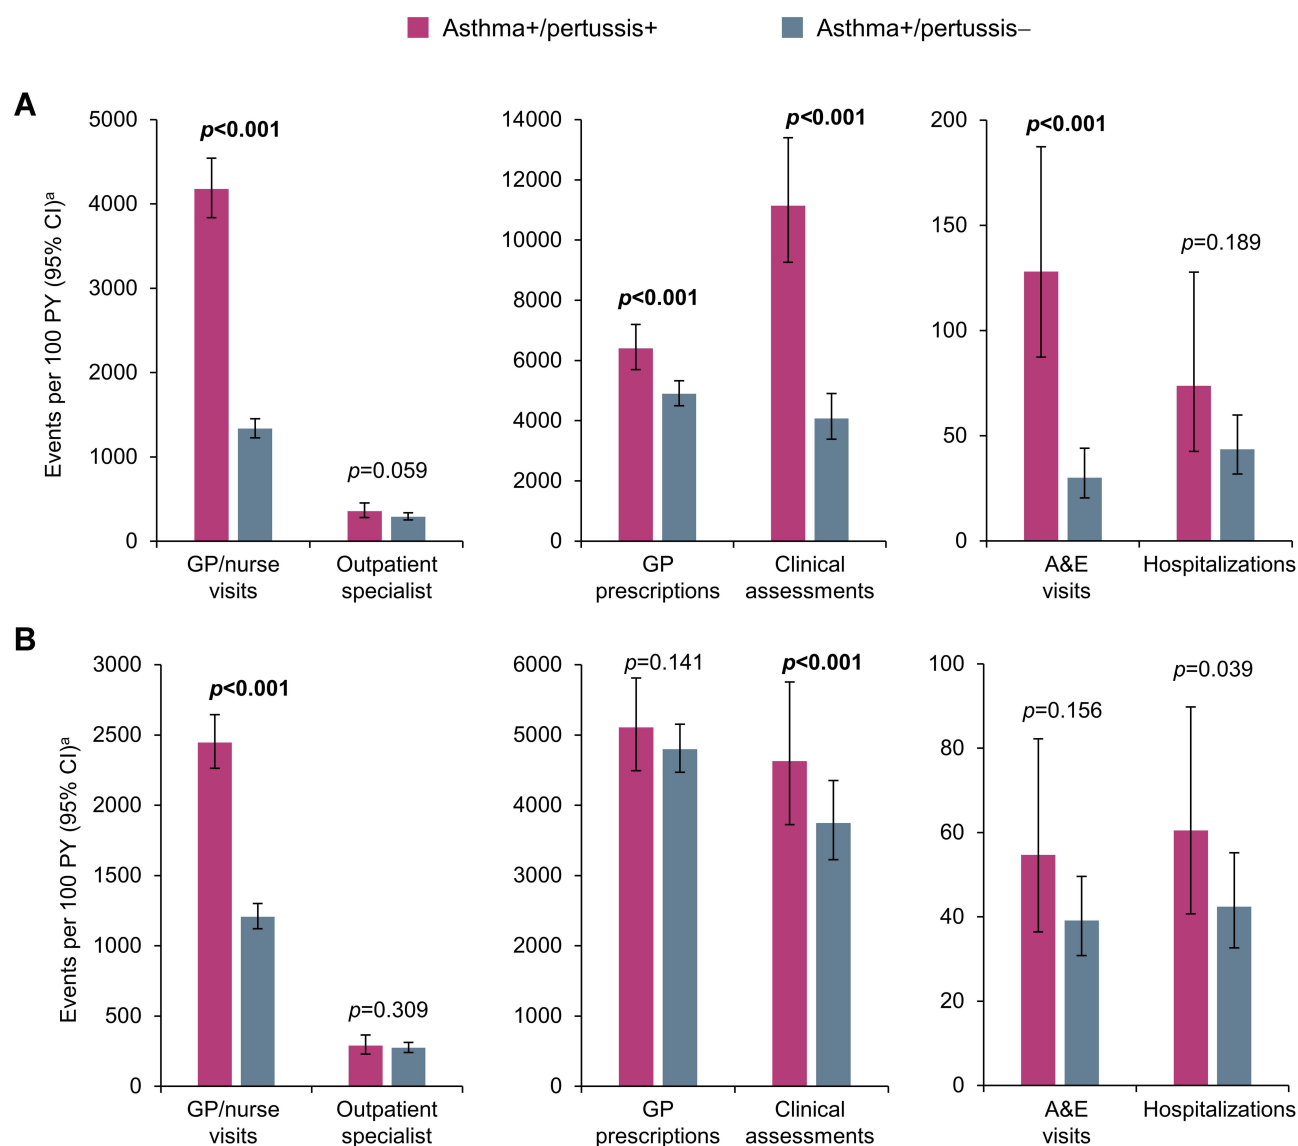 Asthma+/pertussis+
Asthma+/pertussis–
A
Events per 100 PY (95% CI)ª
5000
4000
3000
2000
1000
0
p<0.001
p=0.059
GP/nurse
visits
Outpatient
specialist
14000
12000
10000
8000
6000
4000
2000
0
p<0.001
p<0.001
GP
prescriptions
Clinical
assessments
200
150
100
50
0
p<0.001
p=0.189
A&E
visits
Hospitalizations
B
Events per 100 PY (95% CI)ª
3000
2500
2000
1500
1000
500
0
p<0.001
p=0.309
GP/nurse
visits
Outpatient
specialist
6000
5000
4000
3000
2000
1000
0
p=0.141
p<0.001
GP
prescriptions
Clinical
assessments
100
80
60
40
20
0
p=0.156
p=0.039
A&E
visits
Hospitalizations